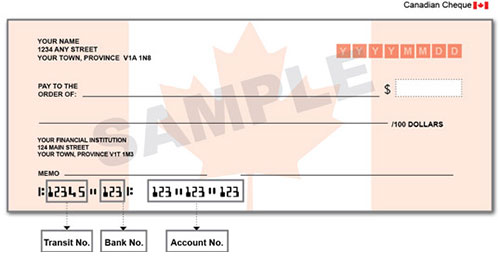 Canadian Cheque
YOUR NAME
1234 ANY STREET
YOUR TOWN, PROVINCE V1A 1N8
Y Y Y Y M M D D
PAY TO THE
ORDER OF:
$
SAMPLE
/100 DOLLARS
YOUR FINANCIAL INSTITUTION
124 MAIN STREET
YOUR TOWN, PROVINCE V1T 1M3
MEMO
⑆12345⑈123⑆ 123⑈123⑈123
Transit No. Bank No. Account No.